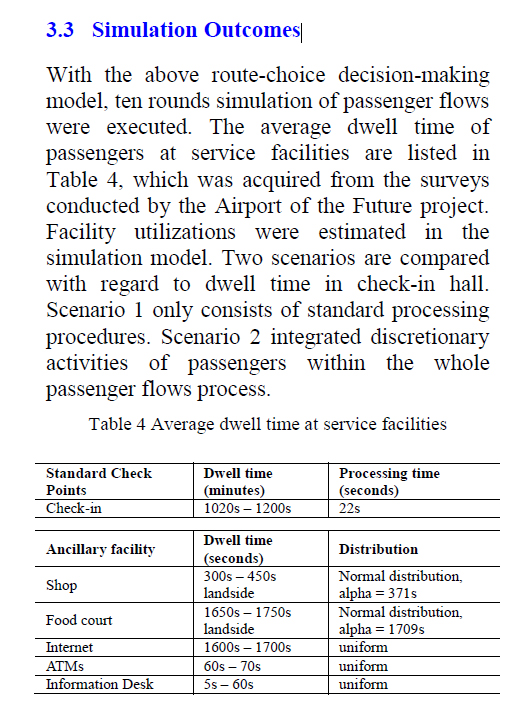 3.3 Simulation Outcomes
With the above route-choice decision-making
model, ten rounds simulation of passenger flows
were executed. The average dwell time of
passengers at service facilities are listed in
Table 4, which was acquired from the surveys
conducted by the Airport of the Future project.
Facility utilizations were estimated in the
simulation model. Two scenarios are compared
with regard to dwell time in check-in hall.
Scenario 1 only consists of standard processing
procedures. Scenario 2 integrated discretionary
activities of passengers within the whole
passenger flows process.
Table 4 Average dwell time at service facilities
Standard Check Dwell time Processing time
Points (minutes) (seconds)
Check-in 1020s – 1200s 22s
Ancillary facility Dwell time Distribution
(seconds)
Shop 300s – 450s Normal distribution,
landside alpha = 371s
Food court 1650s – 1750s Normal distribution,
landside alpha = 1709s
Internet 1600s – 1700s uniform
ATMs 60s – 70s uniform
Information Desk 5s – 60s uniform